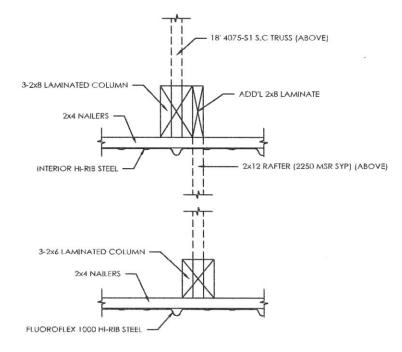 18' 4075-S1 S.C TRUSS (ABOVE)
3-2x8 LAMINATED COLUMN
ADD'L 2x8 LAMINATE
2x4 NAILERS
INTERIOR HI-RIB STEEL
2x12 RAFTER (2250 MSR SYP) (ABOVE)
3-2x6 LAMINATED COLUMN
2x4 NAILERS
FLUOROFLEX 1000 HI-RIB STEEL